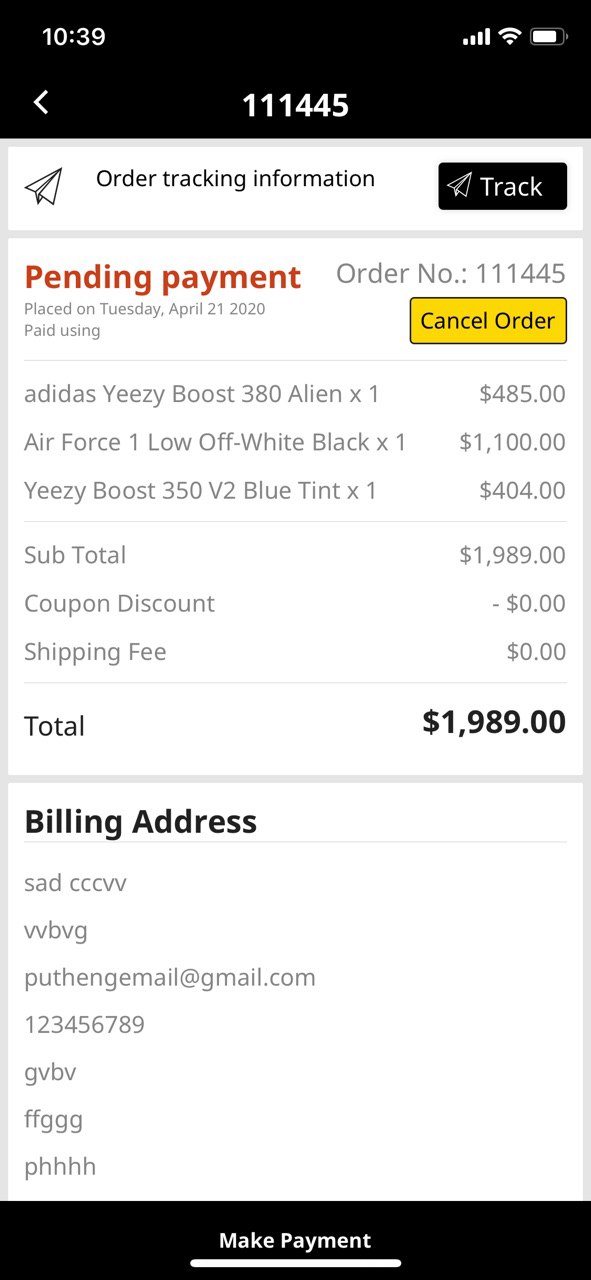 10:39
111445
Order tracking information
Track
Pending payment
Order No.: 111445
Placed on Tuesday, April 21 2020
Cancel Order
Paid using
adidas Yeezy Boost 380 Alien x 1 $485.00
Air Force 1 Low Off-White Black x 1 $1,100.00
Yeezy Boost 350 V2 Blue Tint x 1 $404.00
Sub Total $1,989.00
Coupon Discount - $0.00
Shipping Fee $0.00
Total $1,989.00
Billing Address
sad cccvv
vvbvg
puthengemail@gmail.com
123456789
gvbv
ffggg
phhhh
Make Payment